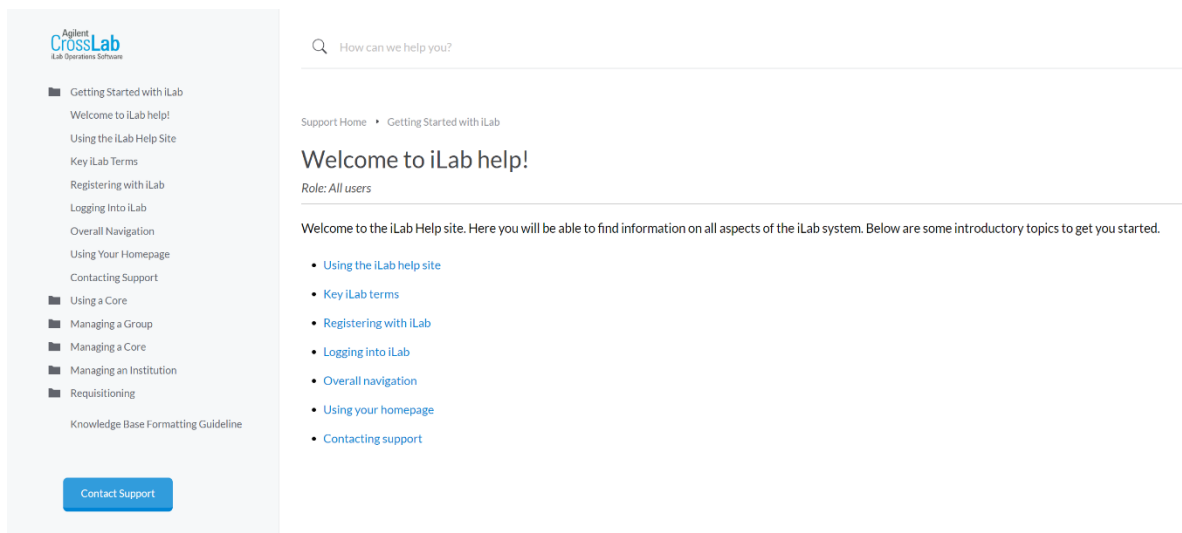 Agilent
CrossLab
iLab Operations Software
Getting Started with iLab
Welcome to iLab help!
Using the iLab Help Site
Key iLab Terms
Registering with iLab
Logging Into iLab
Overall Navigation
Using Your Homepage
Contacting Support
Using a Core
Managing a Group
Managing a Core
Managing an Institution
Requisitioning
Knowledge Base Formatting Guideline
Contact Support
How can we help you?
Support Home ‣ Getting Started with iLab
Welcome to iLab help!
Role: All users
Welcome to the iLab Help site. Here you will be able to find information on all aspects of the iLab system. Below are some introductory topics to get you started.
• Using the iLab help site
• Key iLab terms
• Registering with iLab
• Logging into iLab
• Overall navigation
• Using your homepage
• Contacting support